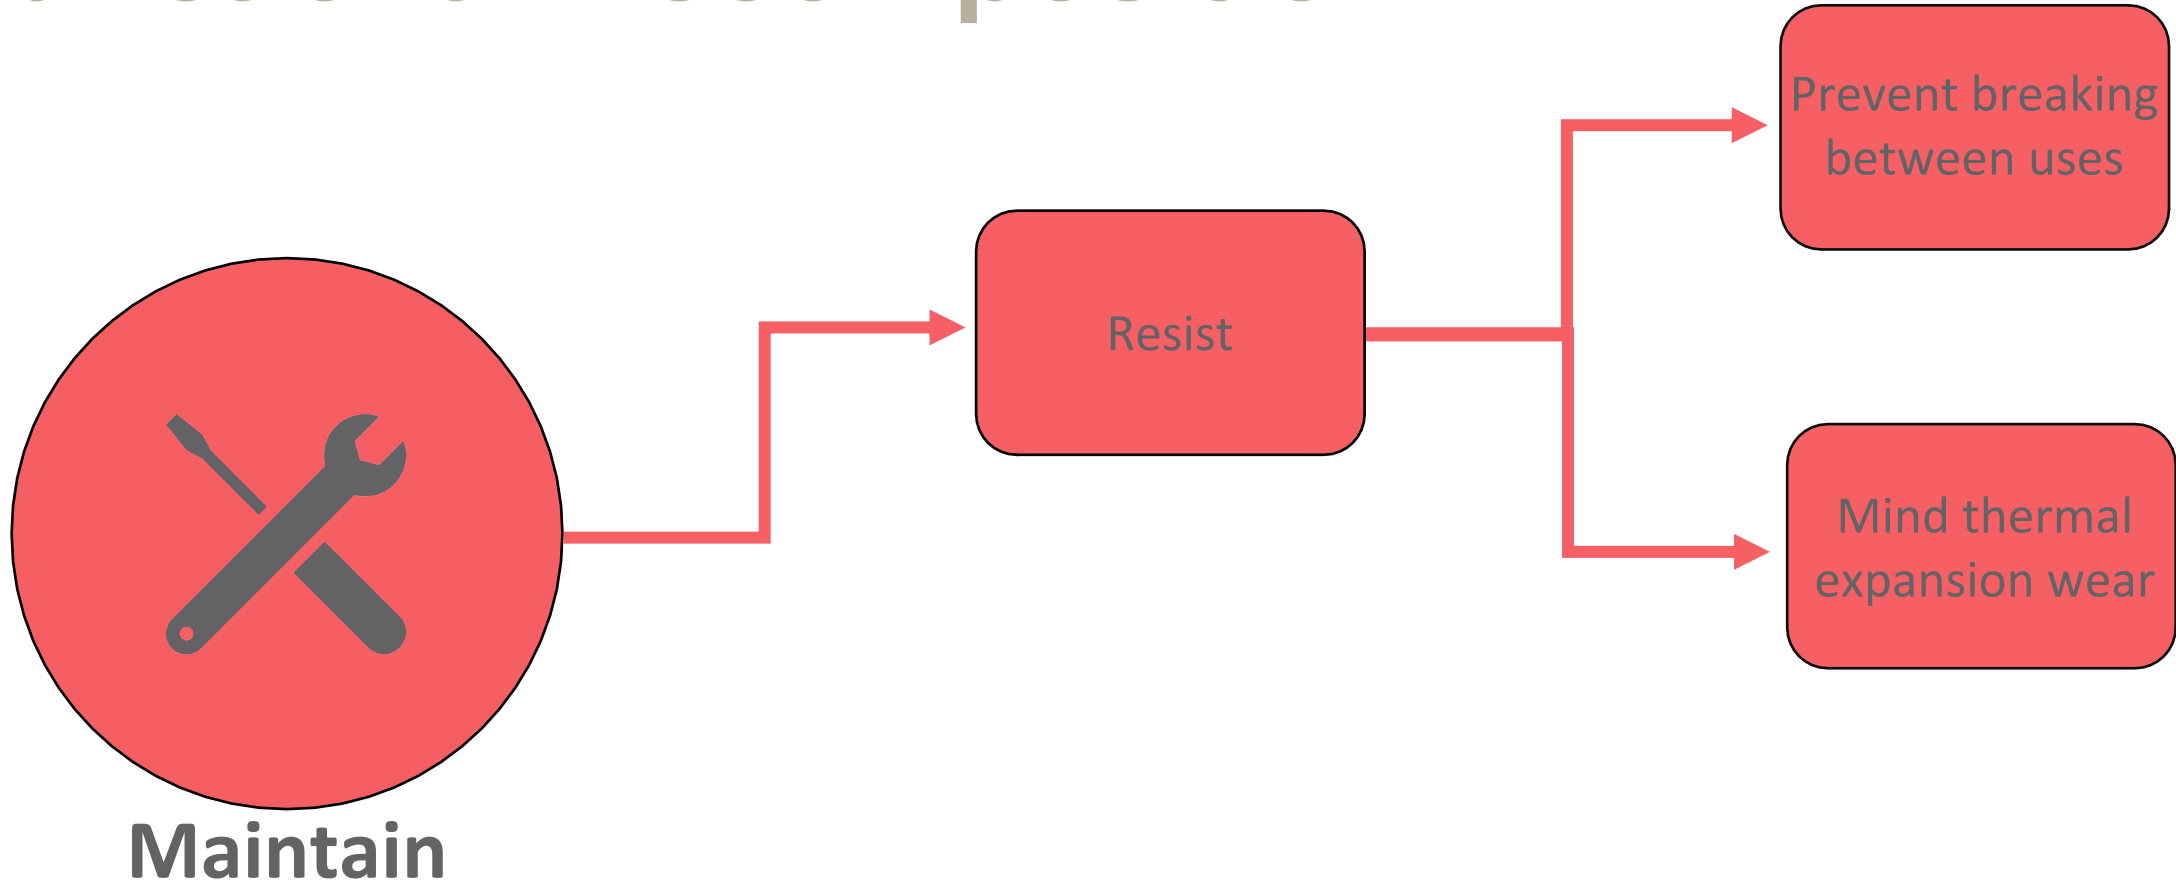 Resist
Prevent breaking
between uses
Mind thermal
expansion wear
Maintain